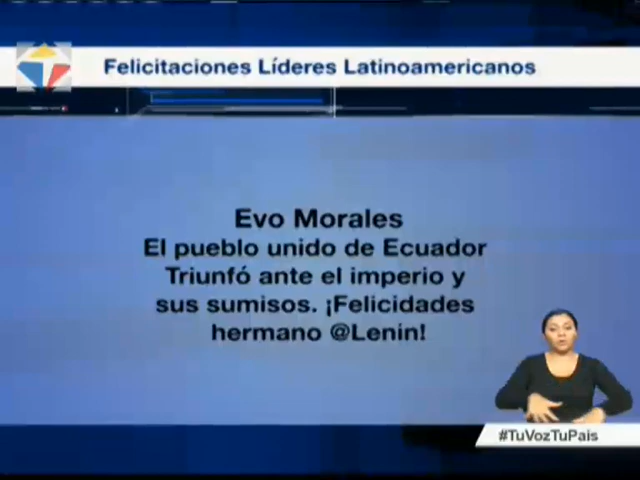 Felicitaciones Líderes Latinoamericanos
Evo Morales
El pueblo unido de Ecuador
Triunfó ante el imperio y
sus sumisos. ¡Felicidades
hermano @Lenin!
#TuVozTuPais